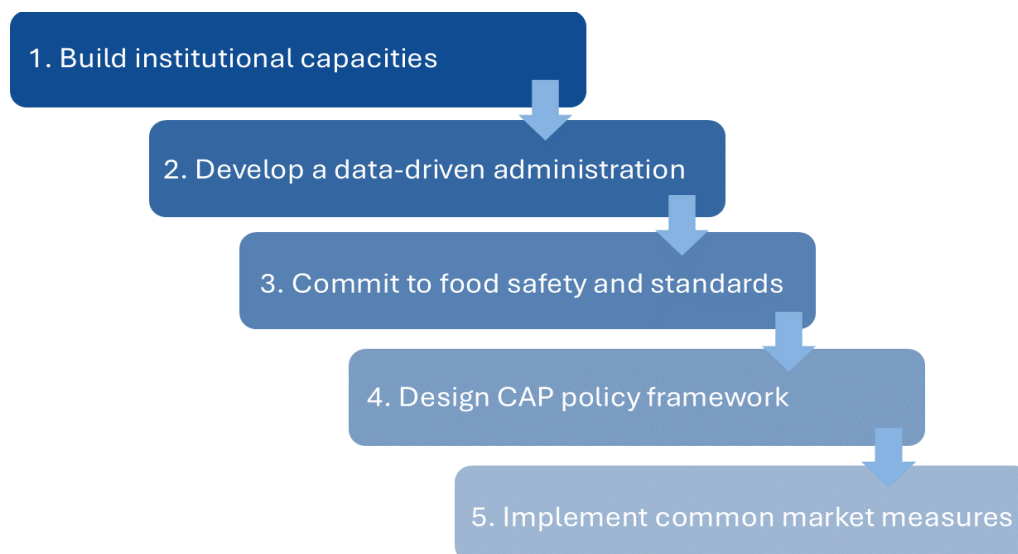 1. Build institutional capacities
2. Develop a data-driven administration
3. Commit to food safety and standards
4. Design CAP policy framework
5. Implement common market measures